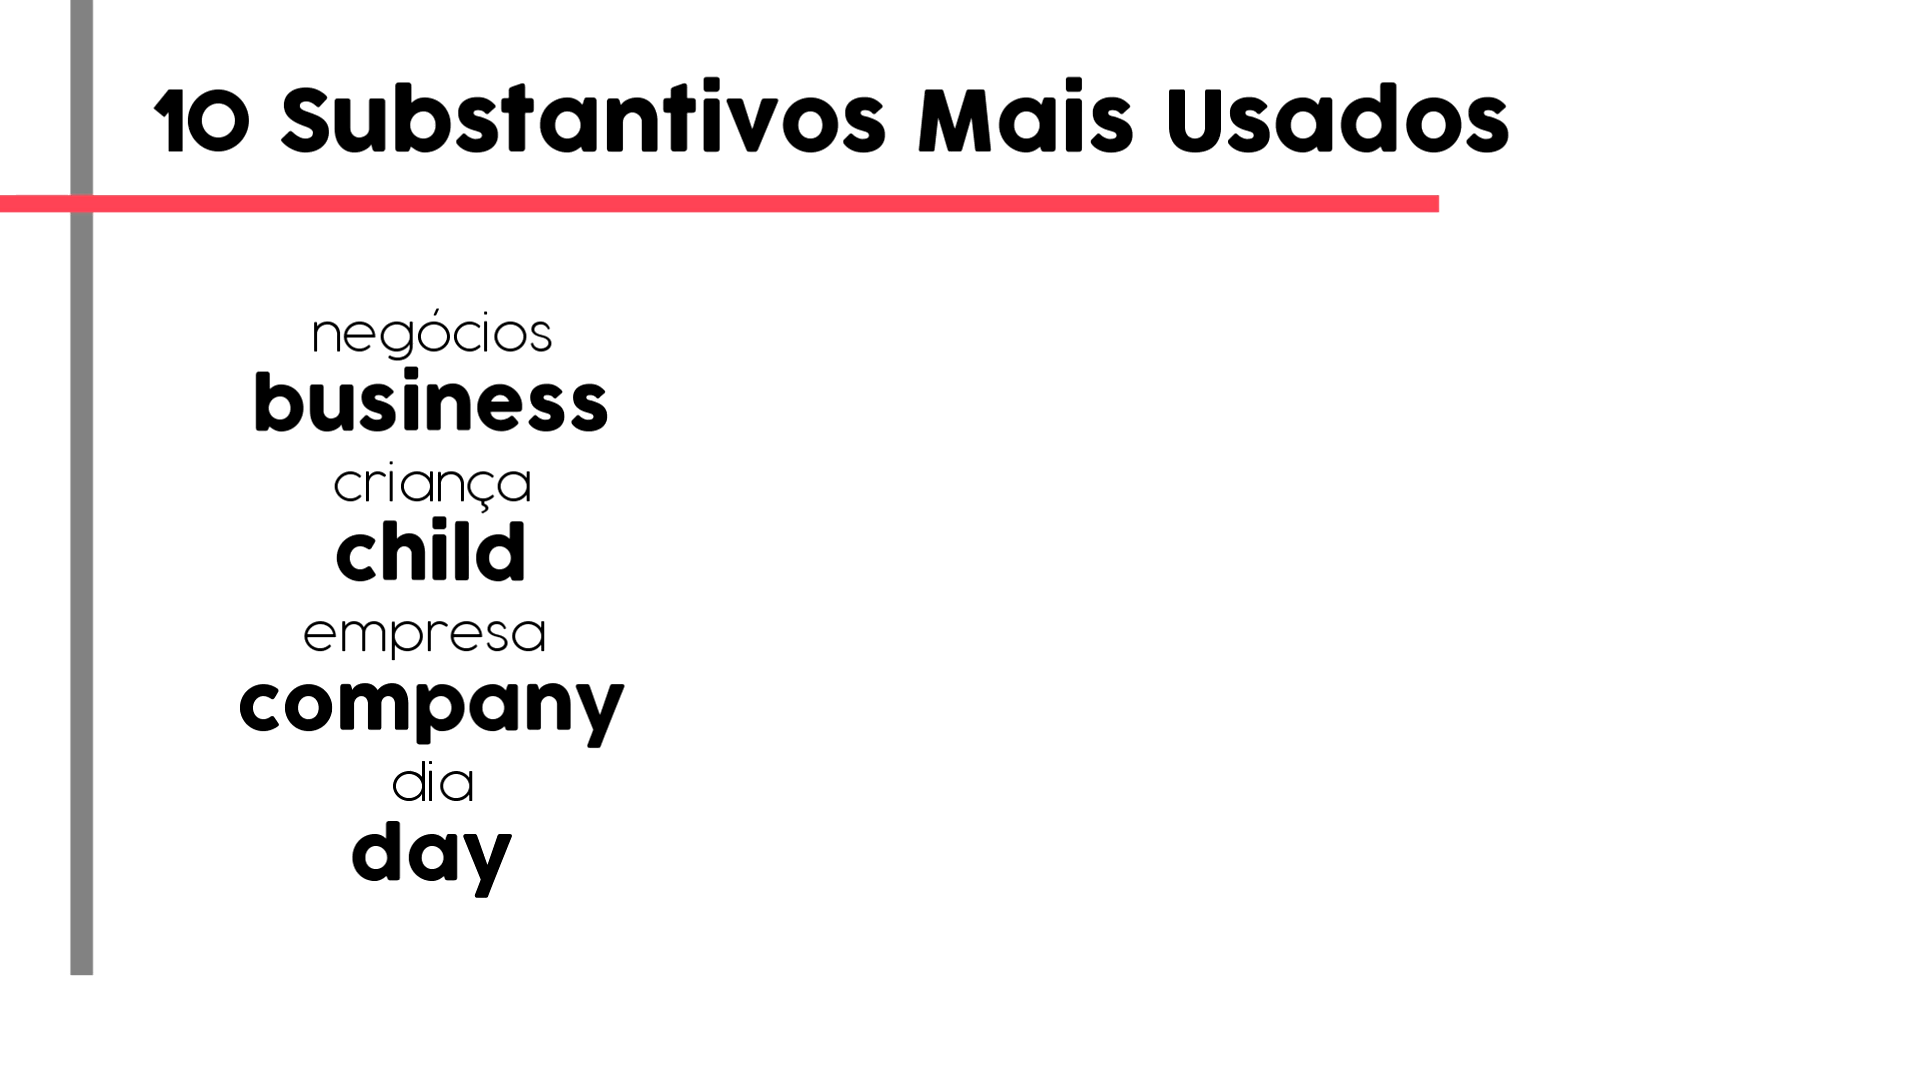 10 Substantivos Mais Usados
negócios
business
criança
child
empresa
company
dia
day